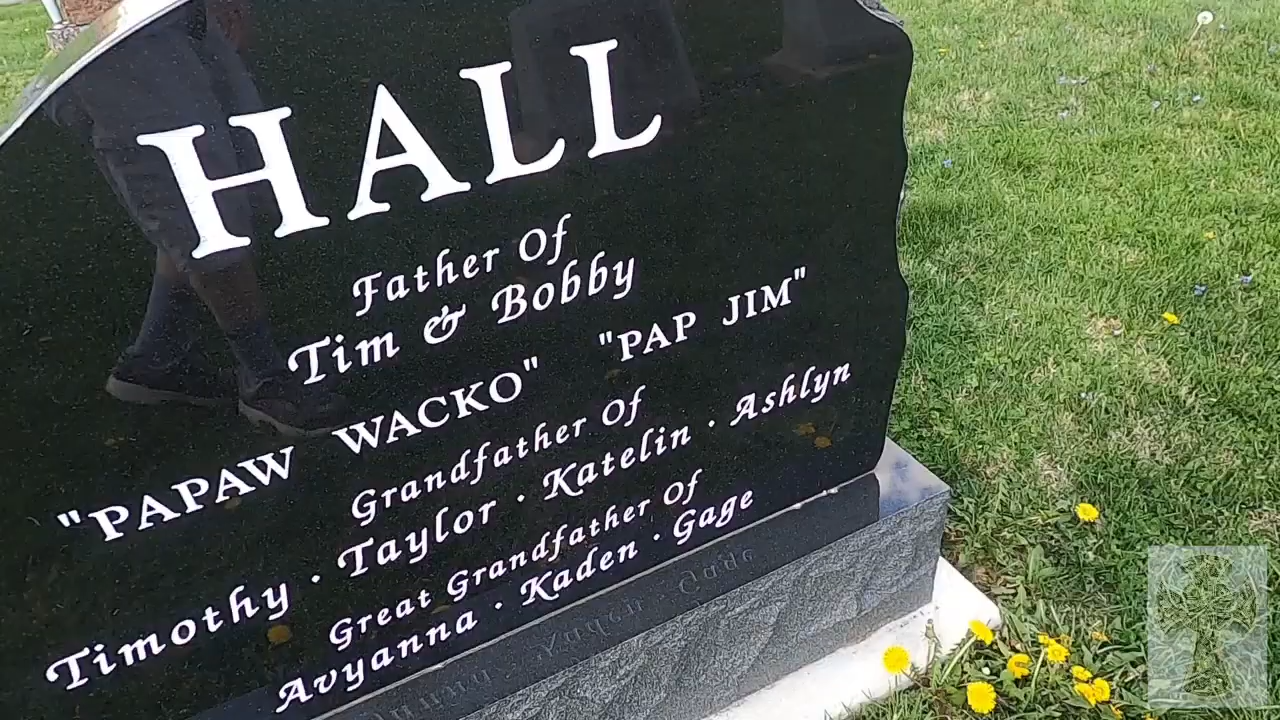 HALL
Father Of
Tim & Bobby
"PAPAW WACKO" "PAP JIM"
Grandfather Of
Timothy · Taylor · Katelin · Ashlyn
Great Grandfather Of
Avyanna · Kaden · Gage